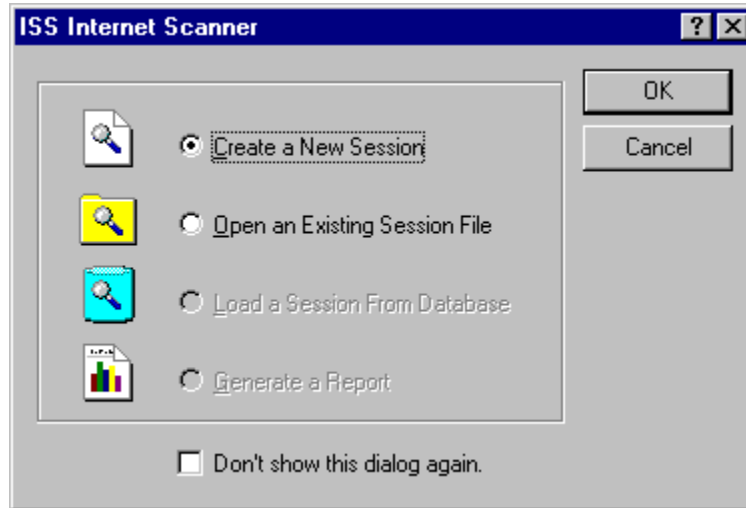 ISS Internet Scanner
OK
Create a New Session
Cancel
Open an Existing Session File
Load a Session From Database
Generate a Report
Don't show this dialog again.